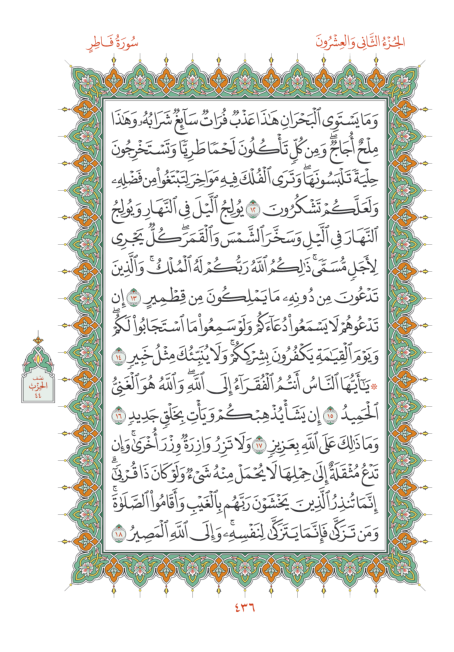 سُورَةُ فَاطِرٍ
الجُزْءُ الثَّانِي وَالعِشْرُونَ
وَمَا يَسْتَوِى ٱلْبَحْرَانِ هَـٰذَا عَذْبٌ فُرَاتٌ سَآئِغٌ شَرَابُهُۥ وَهَـٰذَا
مِلْحٌ أُجَاجٌۖ وَمِن كُلٍّ تَأْكُلُونَ لَحْمًا طَرِيًّا وَتَسْتَخْرِجُونَ
حِلْيَةً تَلْبَسُونَهَاۖ وَتَرَى ٱلْفُلْكَ فِيهِ مَوَاخِرَ لِتَبْتَغُوا۟ مِن فَضْلِهِۦ
وَلَعَلَّكُمْ تَشْكُرُونَ ١٢ يُولِجُ ٱلَّيْلَ فِى ٱلنَّهَارِ وَيُولِجُ
ٱلنَّهَارَ فِى ٱلَّيْلِ وَسَخَّرَ ٱلشَّمْسَ وَٱلْقَمَرَۖ كُلٌّ يَجْرِى
لِأَجَلٍ مُّسَمًّىۚ ذَٰلِكُمُ ٱللَّهُ رَبُّكُمْ لَهُ ٱلْمُلْكُۚ وَٱلَّذِينَ
تَدْعُونَ مِن دُونِهِۦ مَا يَمْلِكُونَ مِن قِطْمِيرٍ ١٣ إِن
تَدْعُوهُمْ لَا يَسْمَعُوا۟ دُعَآءَكُمْ وَلَوْ سَمِعُوا۟ مَا ٱسْتَجَابُوا۟ لَكُمْۖ
وَيَوْمَ ٱلْقِيَـٰمَةِ يَكْفُرُونَ بِشِرْكِكُمْۚ وَلَا يُنَبِّئُكَ مِثْلُ خَبِيرٍ ١٤
۞ يَـٰٓأَيُّهَا ٱلنَّاسُ أَنتُمُ ٱلْفُقَرَآءُ إِلَى ٱللَّهِۖ وَٱللَّهُ هُوَ ٱلْغَنِىُّ
ٱلْحَمِيدُ ١٥ إِن يَشَأْ يُذْهِبْكُمْ وَيَأْتِ بِخَلْقٍ جَدِيدٍ ١٦
وَمَا ذَٰلِكَ عَلَى ٱللَّهِ بِعَزِيزٍ ١٧ وَلَا تَزِرُ وَازِرَةٌ وِزْرَ أُخْرَىٰۚ وَإِن
تَدْعُ مُثْقَلَةٌ إِلَىٰ حِمْلِهَا لَا يُحْمَلْ مِنْهُ شَىْءٌ وَلَوْ كَانَ ذَا قُرْبَىٰٓۗ
إِنَّمَا تُنذِرُ ٱلَّذِينَ يَخْشَوْنَ رَبَّهُم بِٱلْغَيْبِ وَأَقَامُوا۟ ٱلصَّلَوٰةَۚ
وَمَن تَزَكَّىٰ فَإِنَّمَا يَتَزَكَّىٰ لِنَفْسِهِۦۚ وَإِلَى ٱللَّهِ ٱلْمَصِيرُ ١٨
نصف
الحِزْب
٤٤
٤٣٦